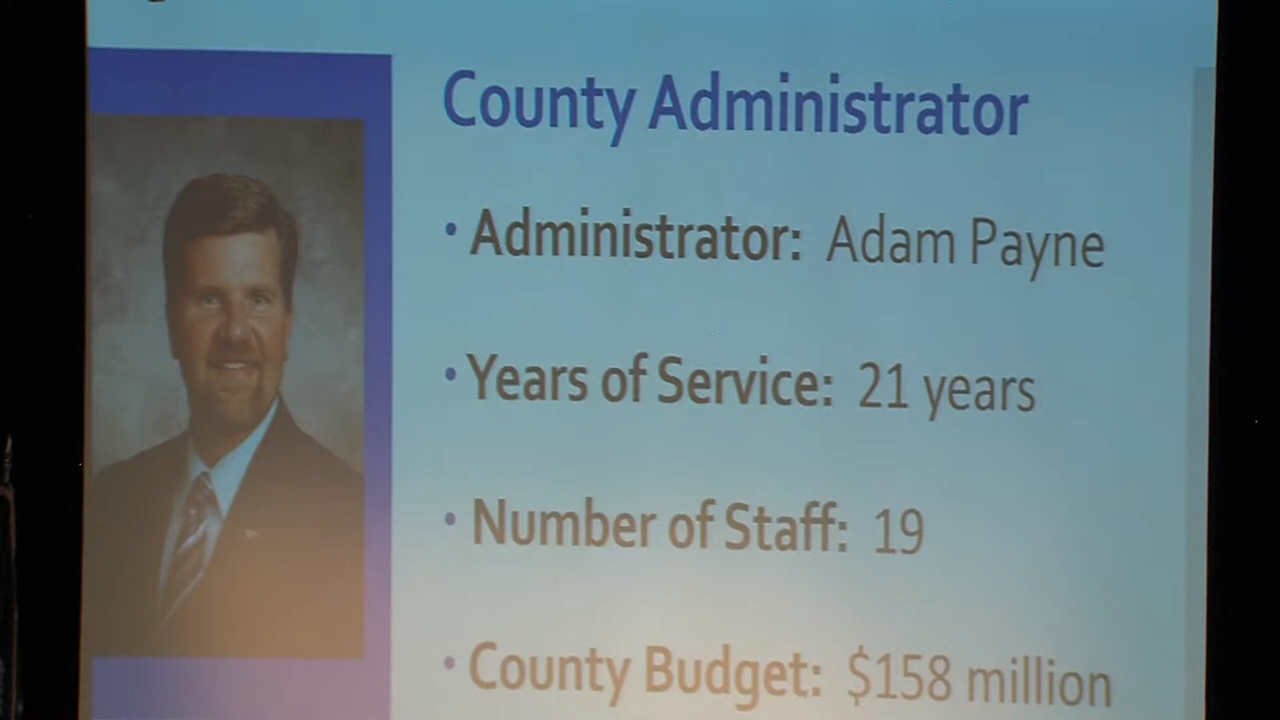 County Administrator
• Administrator: Adam Payne
• Years of Service: 21 years
• Number of Staff: 19
• County Budget: $158 million